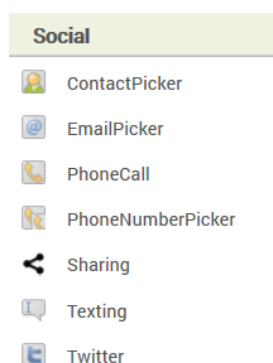 Social
ContactPicker
EmailPicker
PhoneCall
PhoneNumberPicker
Sharing
Texting
Twitter